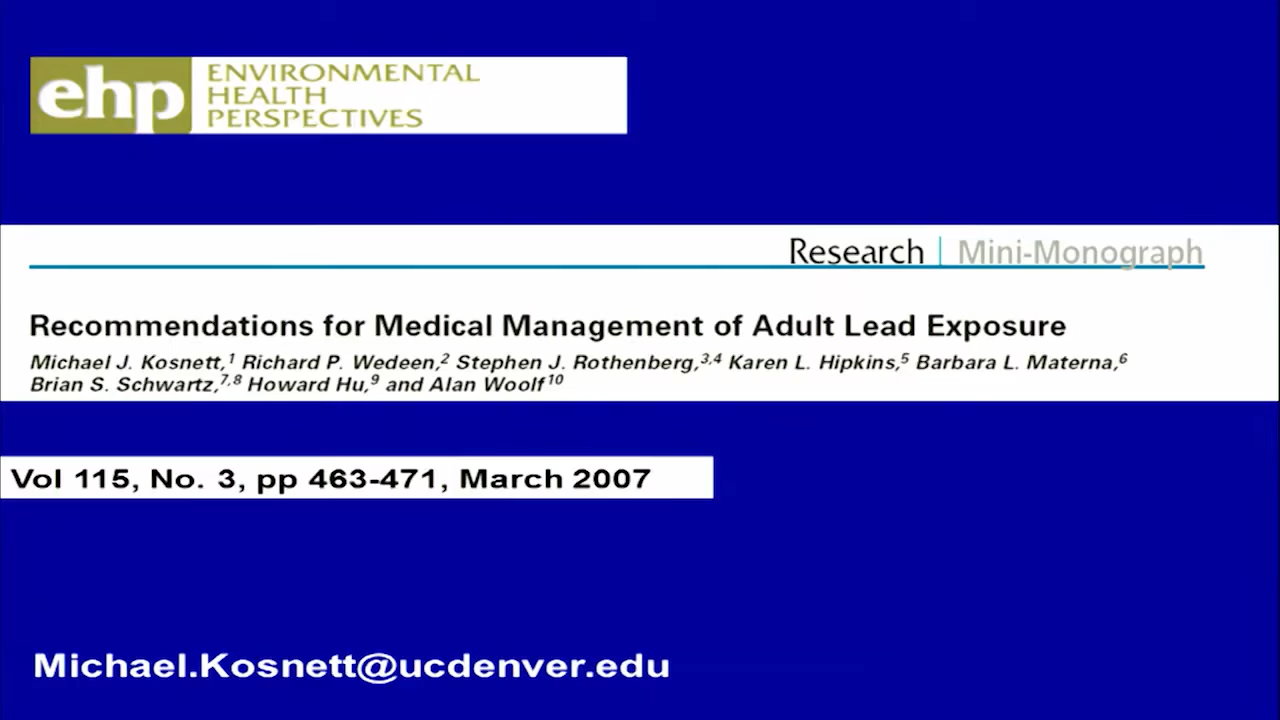 ehp ENVIRONMENTAL
HEALTH
PERSPECTIVES
Research | Mini-Monograph
Recommendations for Medical Management of Adult Lead Exposure
Michael J. Kosnett,1 Richard P. Wedeen,2 Stephen J. Rothenberg,3,4 Karen L. Hipkins,5 Barbara L. Materna,6
Brian S. Schwartz,7,8 Howard Hu,9 and Alan Woolf10
Vol 115, No. 3, pp 463-471, March 2007
Michael.Kosnett@ucdenver.edu